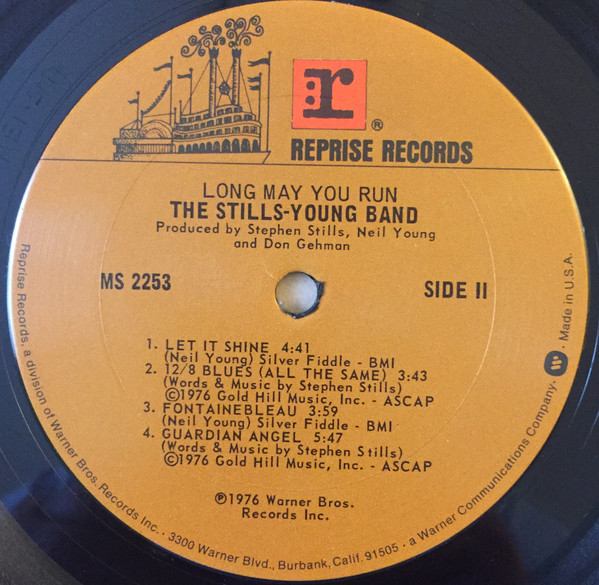 r
®
REPRISE RECORDS
LONG MAY YOU RUN
THE STILLS-YOUNG BAND
Produced by Stephen Stills, Neil Young
and Don Gehman
MS 2253
SIDE II
1. LET IT SHINE 4:41
(Neil Young) Silver Fiddle - BMI
2. 12/8 BLUES (ALL THE SAME) 3:43
(Words & Music by Stephen Stills)
©1976 Gold Hill Music, Inc. - ASCAP
3. FONTAINEBLEAU 3:59
(Neil Young) Silver Fiddle - BMI
4. GUARDIAN ANGEL 5:47
(Words & Music by Stephen Stills)
©1976 Gold Hill Music, Inc. - ASCAP
℗1976 Warner Bros.
Records Inc.
Reprise Records, a division of Warner Bros. Records Inc. · 3300 Warner Blvd., Burbank, Calif. 91505 · a Warner Communications Company · W · Made in U.S.A.